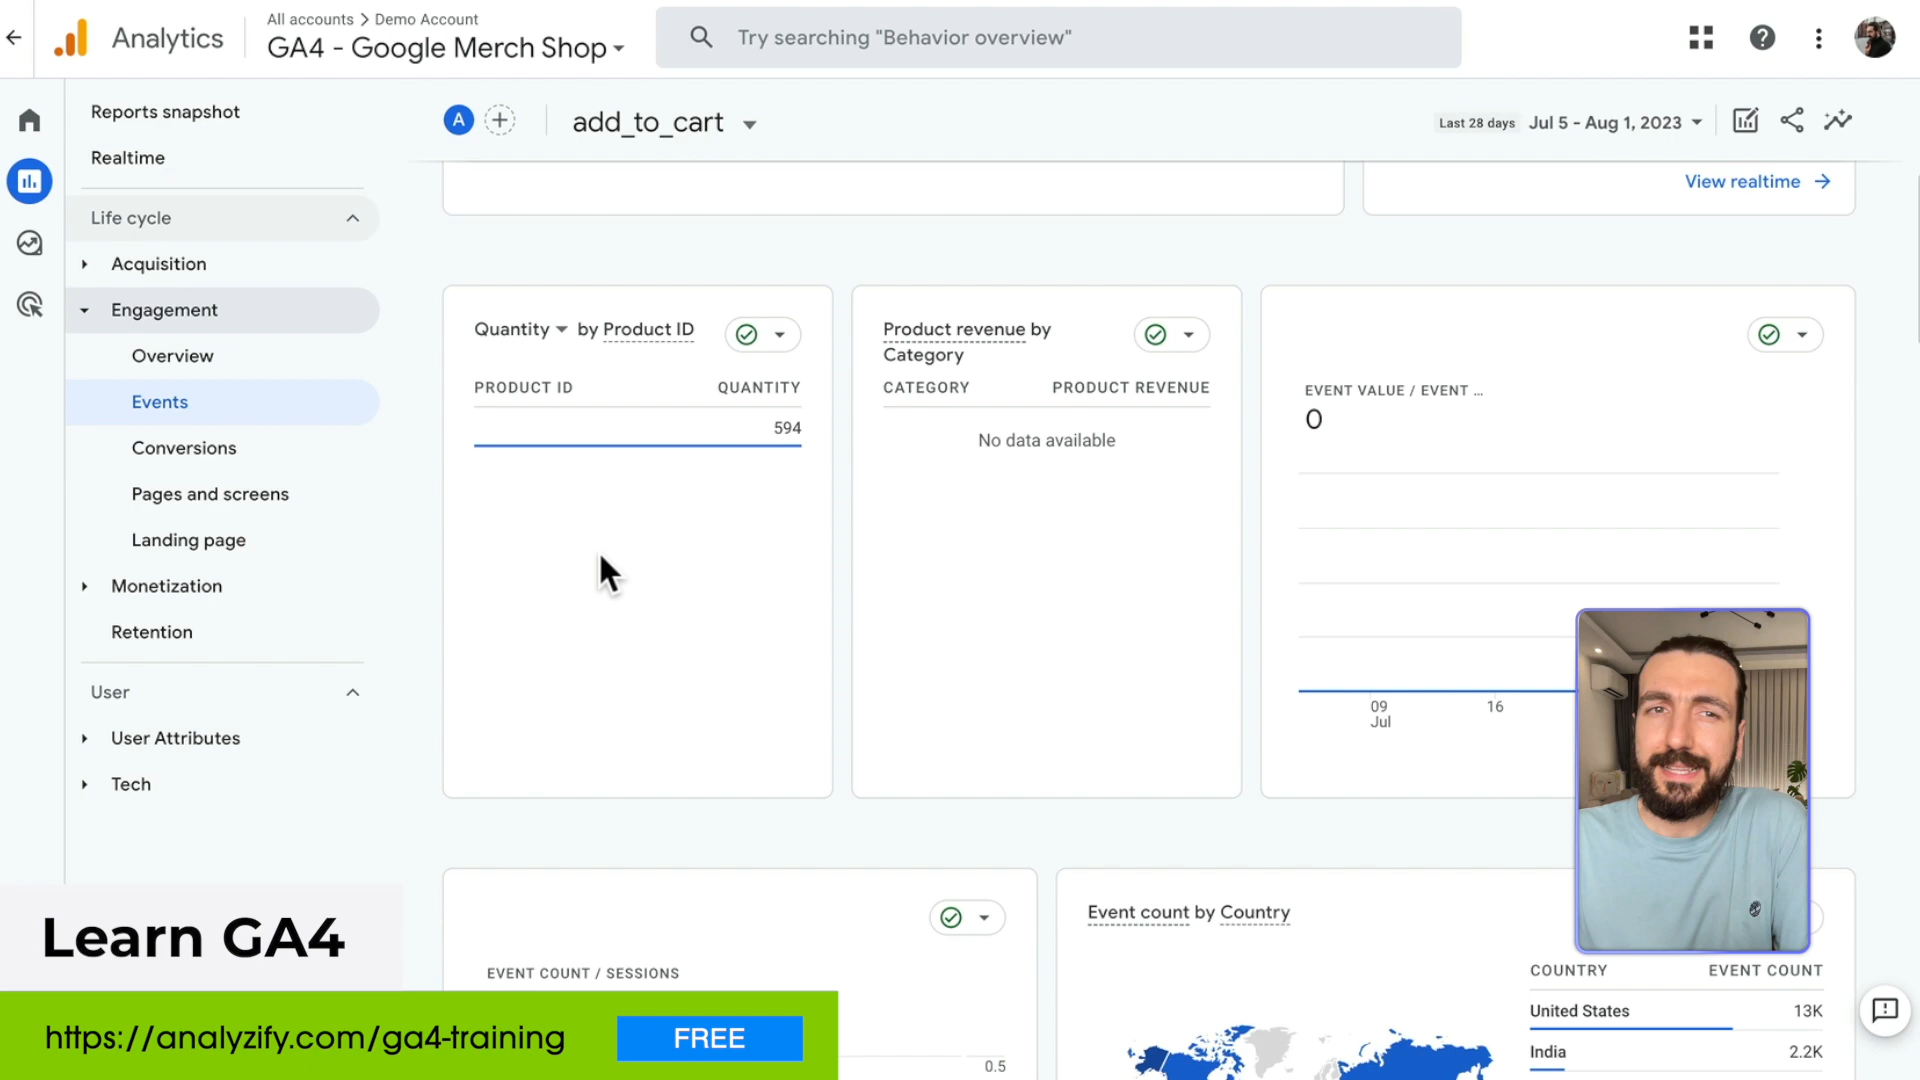 Analytics
All accounts > Demo Account
GA4 - Google Merch Shop
Try searching "Behavior overview"
Reports snapshot
Realtime
Life cycle
Acquisition
Engagement
Overview
Events
Conversions
Pages and screens
Landing page
Monetization
Retention
User
User Attributes
Tech
A
add_to_cart
Last 28 days Jul 5 - Aug 1, 2023
View realtime
Quantity by Product ID
PRODUCT ID QUANTITY
594
Product revenue by
Category
CATEGORY PRODUCT REVENUE
No data available
EVENT VALUE / EVENT ...
0
09 16
Jul
EVENT COUNT / SESSIONS
0.5
Event count by Country
COUNTRY EVENT COUNT
United States 13K
India 2.2K
Learn GA4
https://analyzify.com/ga4-training FREE